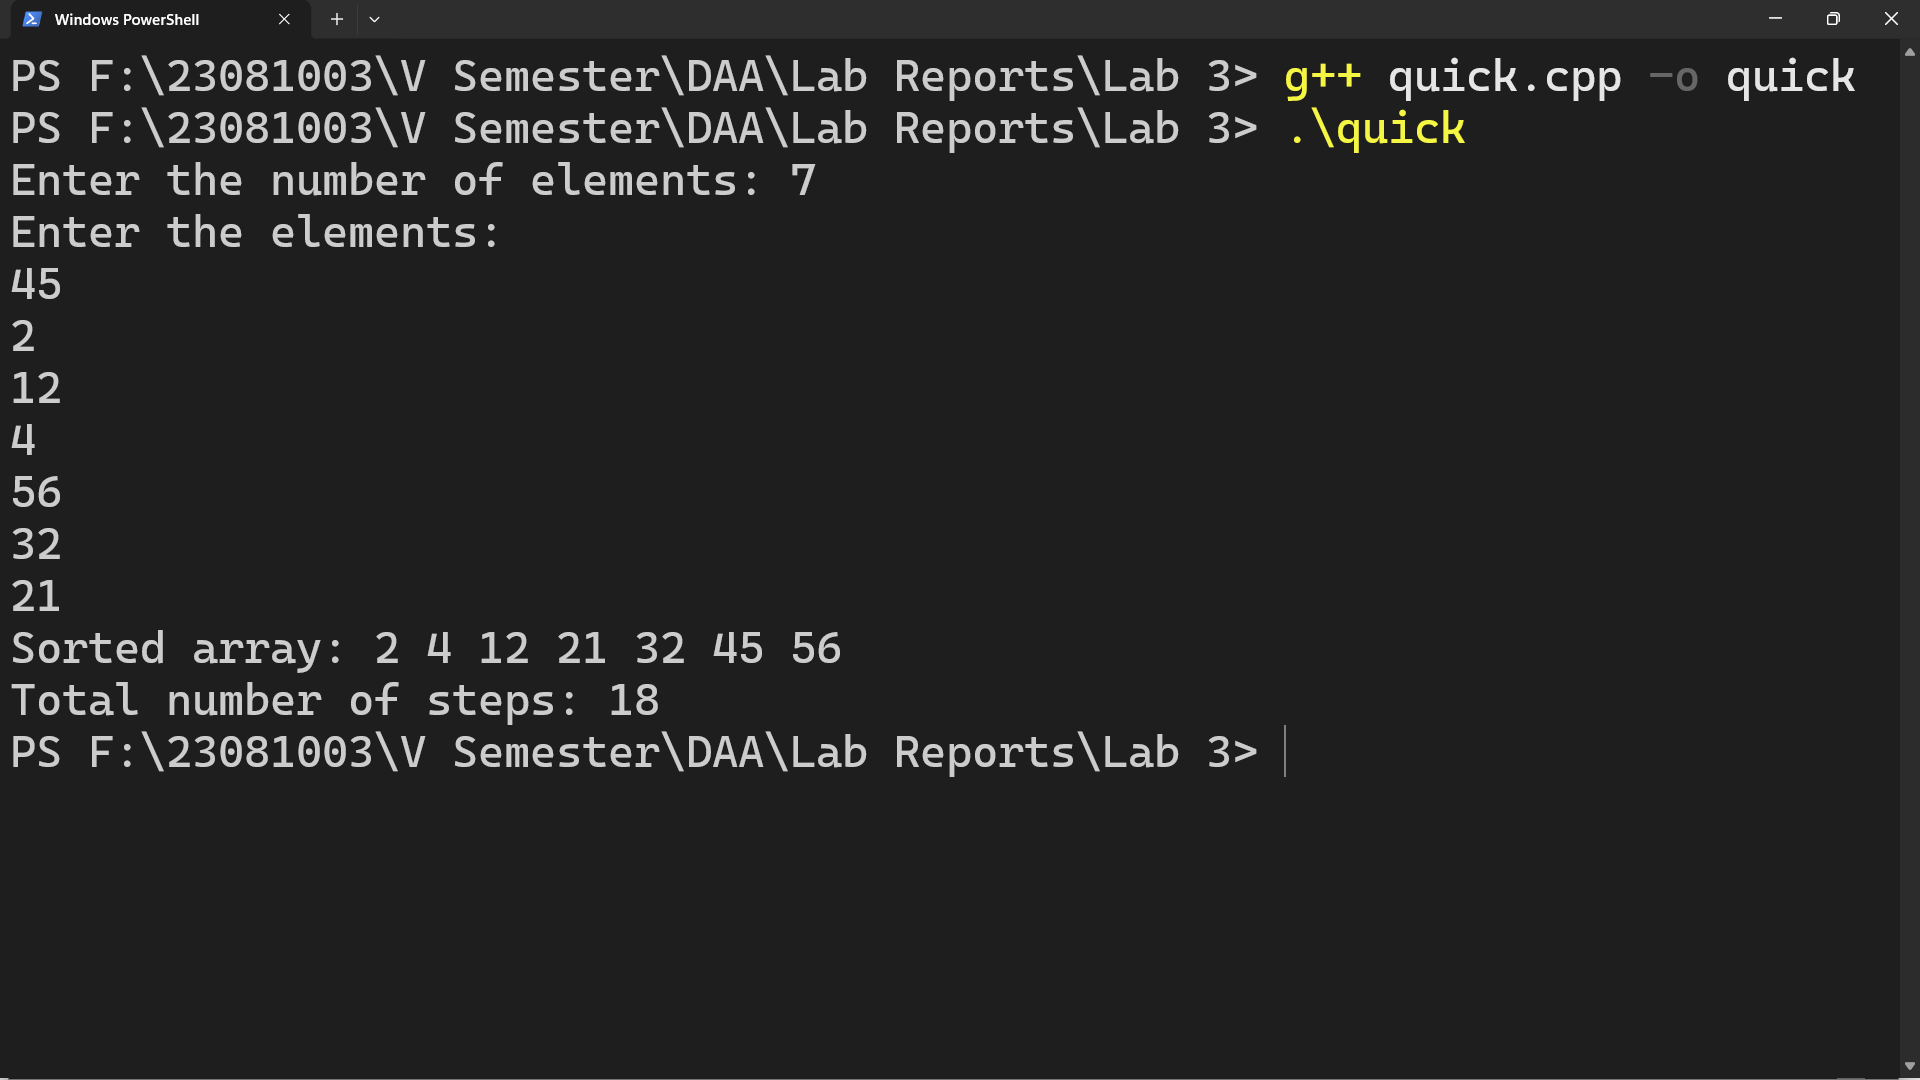 Windows PowerShell
PS F:\23081003\V Semester\DAA\Lab Reports\Lab 3> g++ quick.cpp -o quick
PS F:\23081003\V Semester\DAA\Lab Reports\Lab 3> .\quick
Enter the number of elements: 7
Enter the elements:
45
2
12
4
56
32
21
Sorted array: 2 4 12 21 32 45 56
Total number of steps: 18
PS F:\23081003\V Semester\DAA\Lab Reports\Lab 3>